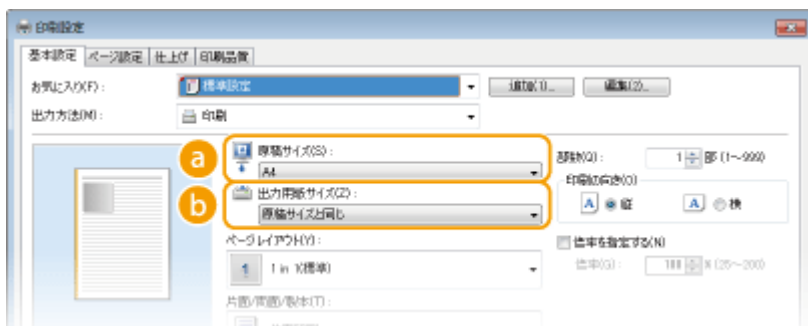 印刷設定
基本設定 ページ設定 仕上げ 印刷品質
お気に入り(F): 標準設定 追加(1)... 編集(2)...
出力方法(M): 印刷
a 原稿サイズ(S): 部数(Q): 1 部 (1～999)
A4 印刷の向き(O)
b 出力用紙サイズ(Z): A 縦 A 横
原稿サイズと同じ
ページレイアウト(Y): 倍率を指定する(N)
1 1 in 1(標準) 倍率(G): 100 % (25～200)
片面/両面/製本(T):